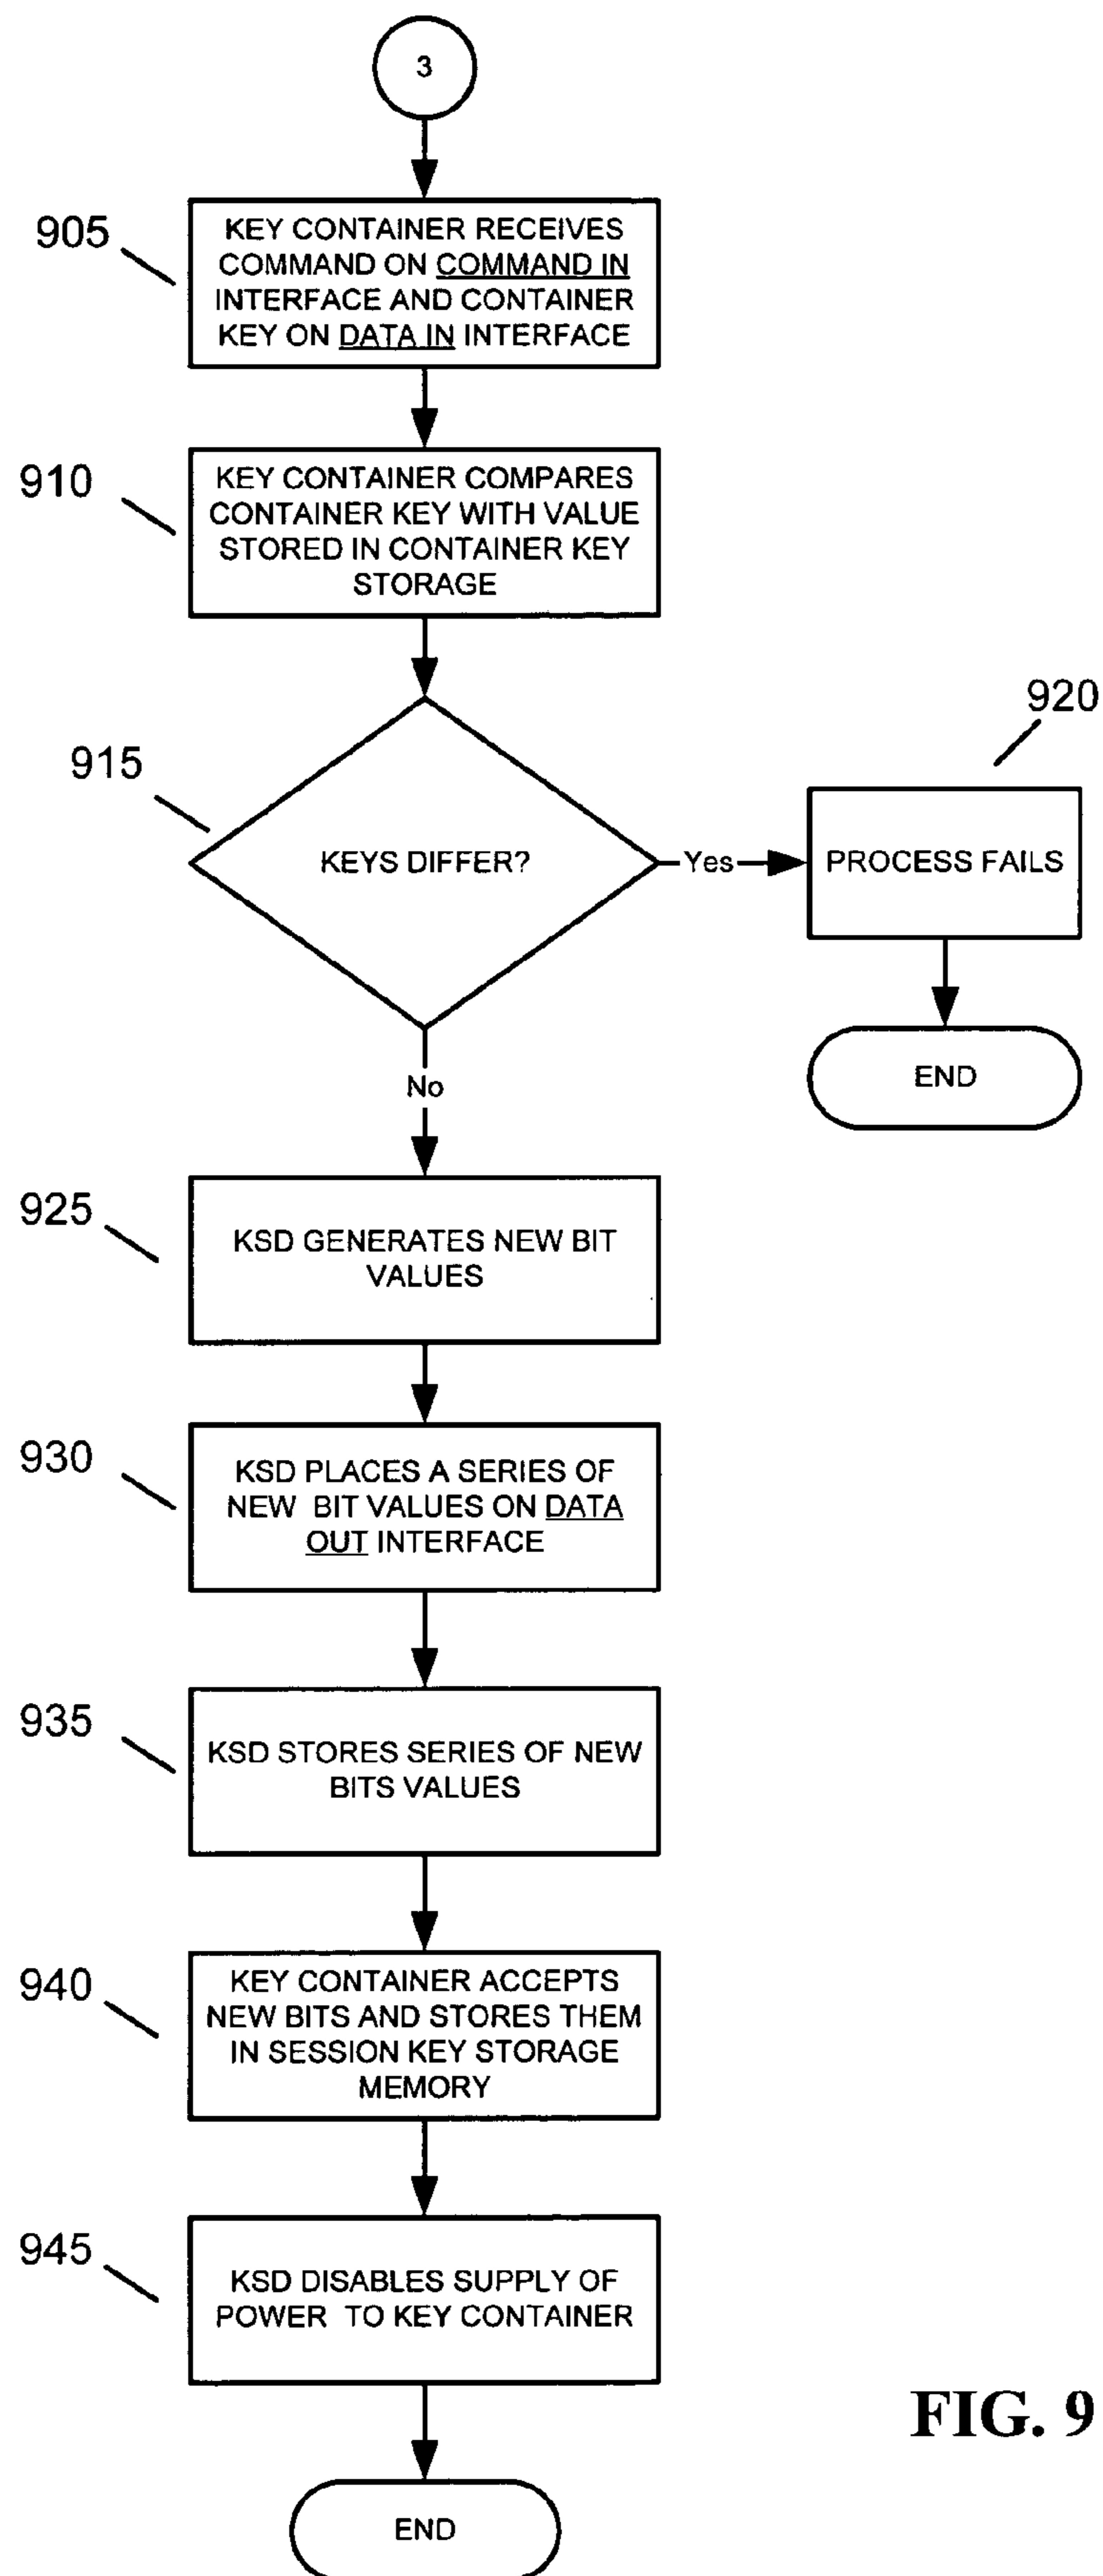 3
905
KEY CONTAINER RECEIVES
COMMAND ON COMMAND IN
INTERFACE AND CONTAINER
KEY ON DATA IN INTERFACE
910
KEY CONTAINER COMPARES
CONTAINER KEY WITH VALUE
STORED IN CONTAINER KEY
STORAGE
915
KEYS DIFFER?
Yes
920
PROCESS FAILS
END
No
925
KSD GENERATES NEW BIT
VALUES
930
KSD PLACES A SERIES OF
NEW BIT VALUES ON DATA
OUT INTERFACE
935
KSD STORES SERIES OF NEW
BITS VALUES
940
KEY CONTAINER ACCEPTS
NEW BITS AND STORES THEM
IN SESSION KEY STORAGE
MEMORY
945
KSD DISABLES SUPPLY OF
POWER TO KEY CONTAINER
END
FIG. 9